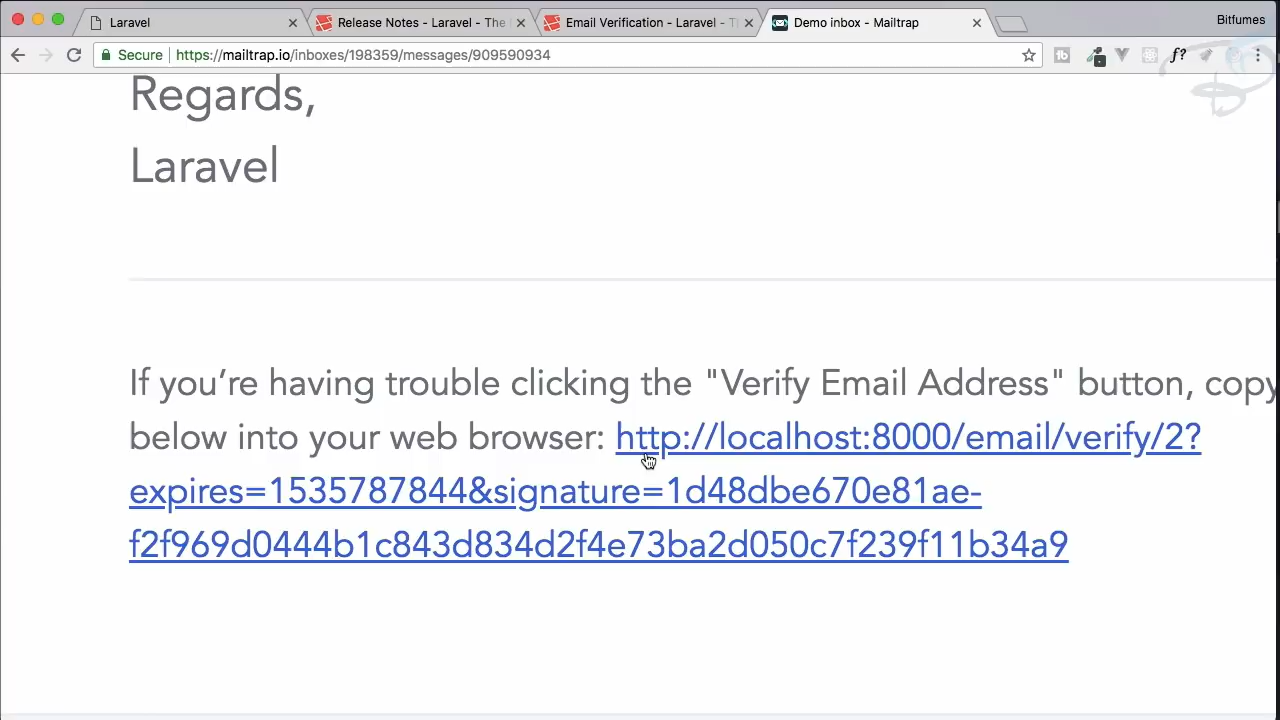 Laravel
Release Notes - Laravel - The
Email Verification - Laravel - T
Demo inbox - Mailtrap
Bitfumes
Secure
https://mailtrap.io/inboxes/198359/messages/909590934
f?
Regards,
Laravel
If you’re having trouble clicking the "Verify Email Address" button, copy
below into your web browser: http://localhost:8000/email/verify/2?
expires=1535787844&signature=1d48dbe670e81ae-
f2f969d0444b1c843d834d2f4e73ba2d050c7f239f11b34a9